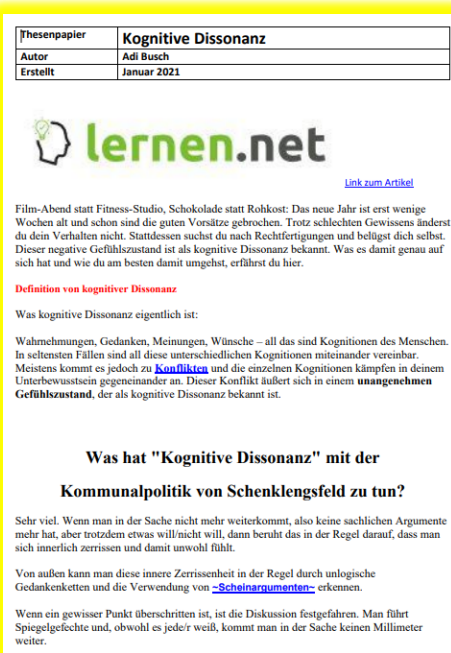 Thesenpapier Kognitive Dissonanz
Autor Adi Busch
Erstellt Januar 2021
lernen.net
Link zum Artikel
Film-Abend statt Fitness-Studio, Schokolade statt Rohkost: Das neue Jahr ist erst wenige
Wochen alt und schon sind die guten Vorsätze gebrochen. Trotz schlechten Gewissens änderst
du dein Verhalten nicht. Stattdessen suchst du nach Rechtfertigungen und belügst dich selbst.
Dieser negative Gefühlszustand ist als kognitive Dissonanz bekannt. Was es damit genau auf
sich hat und wie du am besten damit umgehst, erfährst du hier.
Definition von kognitiver Dissonanz
Was kognitive Dissonanz eigentlich ist:
Wahrnehmungen, Gedanken, Meinungen, Wünsche – all das sind Kognitionen des Menschen.
In seltensten Fällen sind all diese unterschiedlichen Kognitionen miteinander vereinbar.
Meistens kommt es jedoch zu Konflikten und die einzelnen Kognitionen kämpfen in deinem
Unterbewusstsein gegeneinander an. Dieser Konflikt äußert sich in einem unangenehmen
Gefühlszustand, der als kognitive Dissonanz bekannt ist.
Was hat "Kognitive Dissonanz" mit der
Kommunalpolitik von Schenklengsfeld zu tun?
Sehr viel. Wenn man in der Sache nicht mehr weiterkommt, also keine sachlichen Argumente
mehr hat, aber trotzdem etwas will/nicht will, dann beruht das in der Regel darauf, dass man
sich innerlich zerrissen und damit unwohl fühlt.
Von außen kann man diese innere Zerrissenheit in der Regel durch unlogische
Gedankenketten und die Verwendung von ~Scheinargumenten~ erkennen.
Wenn ein gewisser Punkt überschritten ist, ist die Diskussion festgefahren. Man führt
Spiegelgefechte und, obwohl es jede/r weiß, kommt man in der Sache keinen Millimeter
weiter.